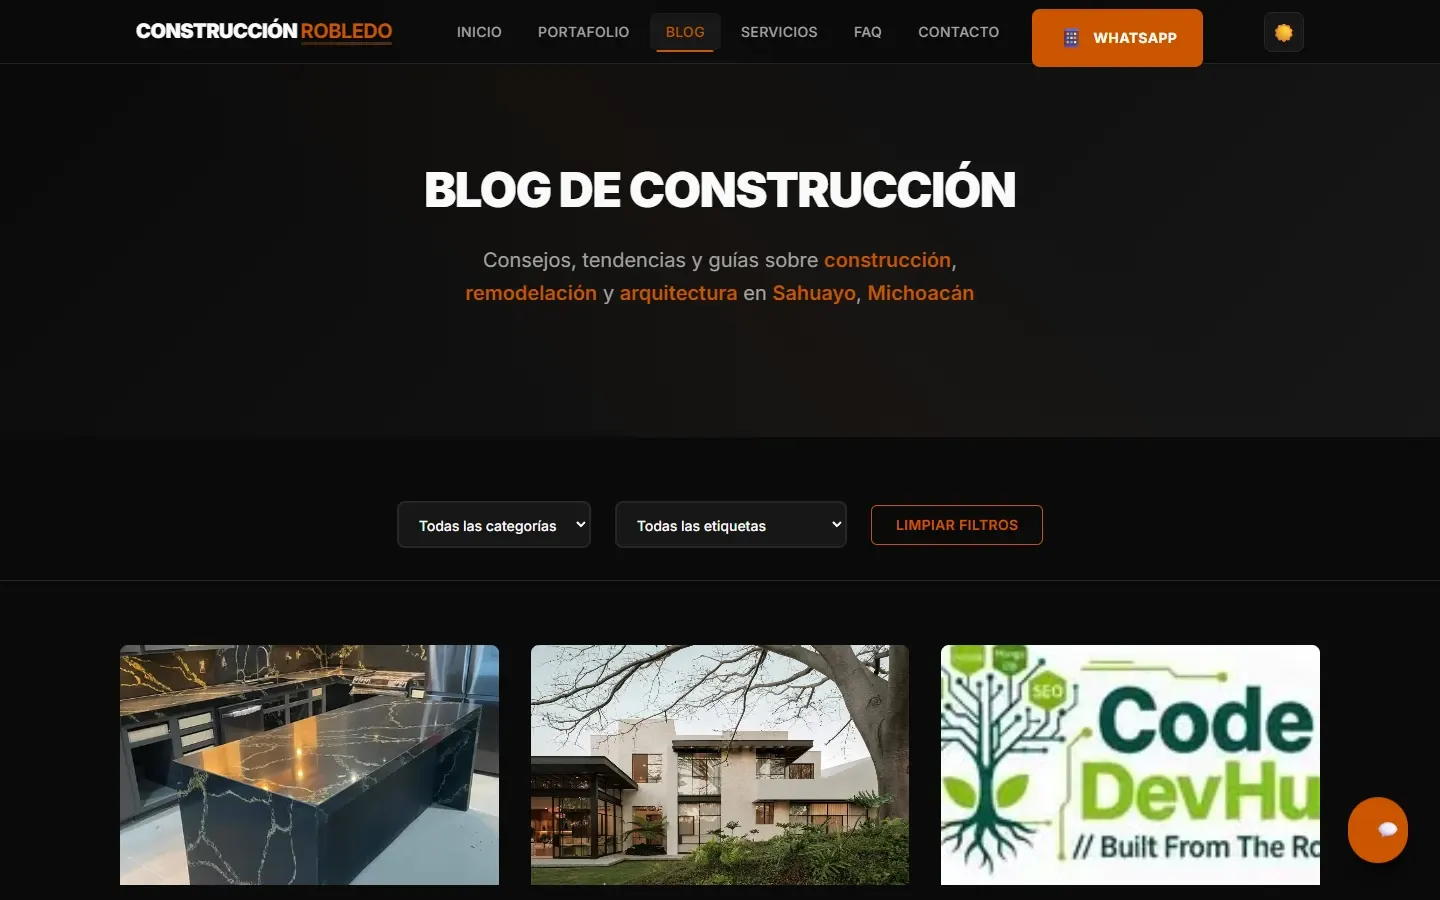 CONSTRUCCIÓN ROBLEDO
INICIO
PORTAFOLIO
BLOG
SERVICIOS
FAQ
CONTACTO
WHATSAPP
BLOG DE CONSTRUCCIÓN
Consejos, tendencias y guías sobre construcción,
remodelación y arquitectura en Sahuayo, Michoacán
Todas las categorías
Todas las etiquetas
LIMPIAR FILTROS
SEO
Code
DevHu
// Built From The Ro